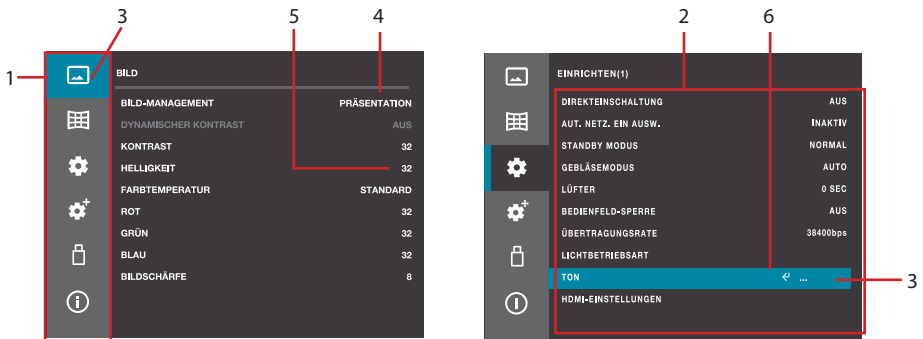 3 5 4
1
BILD
BILD-MANAGEMENT PRÄSENTATION
DYNAMISCHER KONTRAST AUS
KONTRAST 32
HELLIGKEIT 32
FARBTEMPERATUR STANDARD
ROT 32
GRÜN 32
BLAU 32
BILDSCHÄRFE 8
2 6
EINRICHTEN(1)
DIREKTEINSCHALTUNG AUS
AUT. NETZ. EIN AUSW. INAKTİV
STANDBY MODUS NORMAL
GEBLÄSEMODUS AUTO
LÜFTER 0 SEC
BEDIENFELD-SPERRE AUS
ÜBERTRAGUNGSRATE 38400bps
LICHTBETRIEBSART
TON ...
3
HDMI-EINSTELLUNGEN